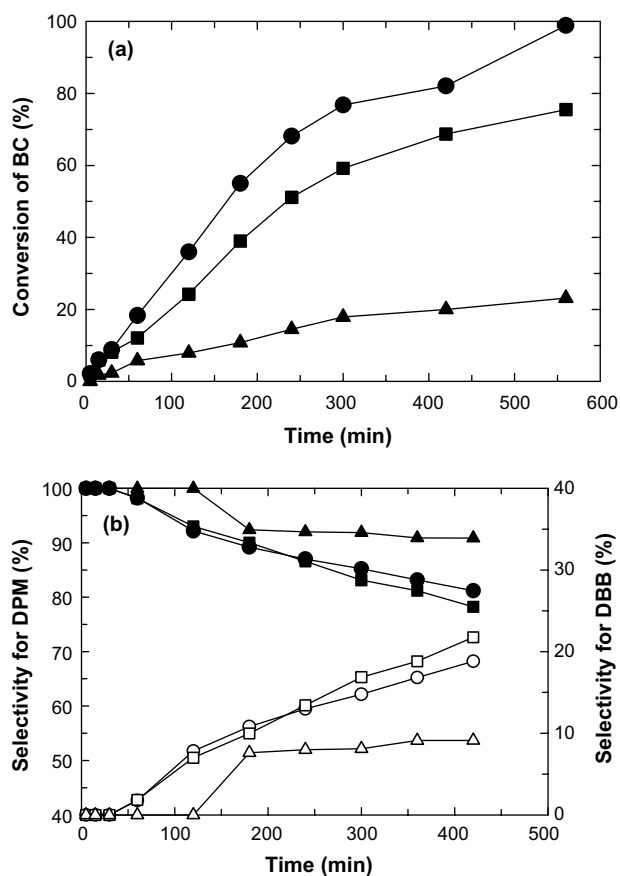 (a)
Conversion of BC (%)
100
80
60
40
20
0
0 100 200 300 400 500 600
Time (min)
(b)
Selectivity for DPM (%)
100
90
80
70
60
50
40
Selectivity for DBB (%)
40
30
20
10
0
0 100 200 300 400 500
Time (min)